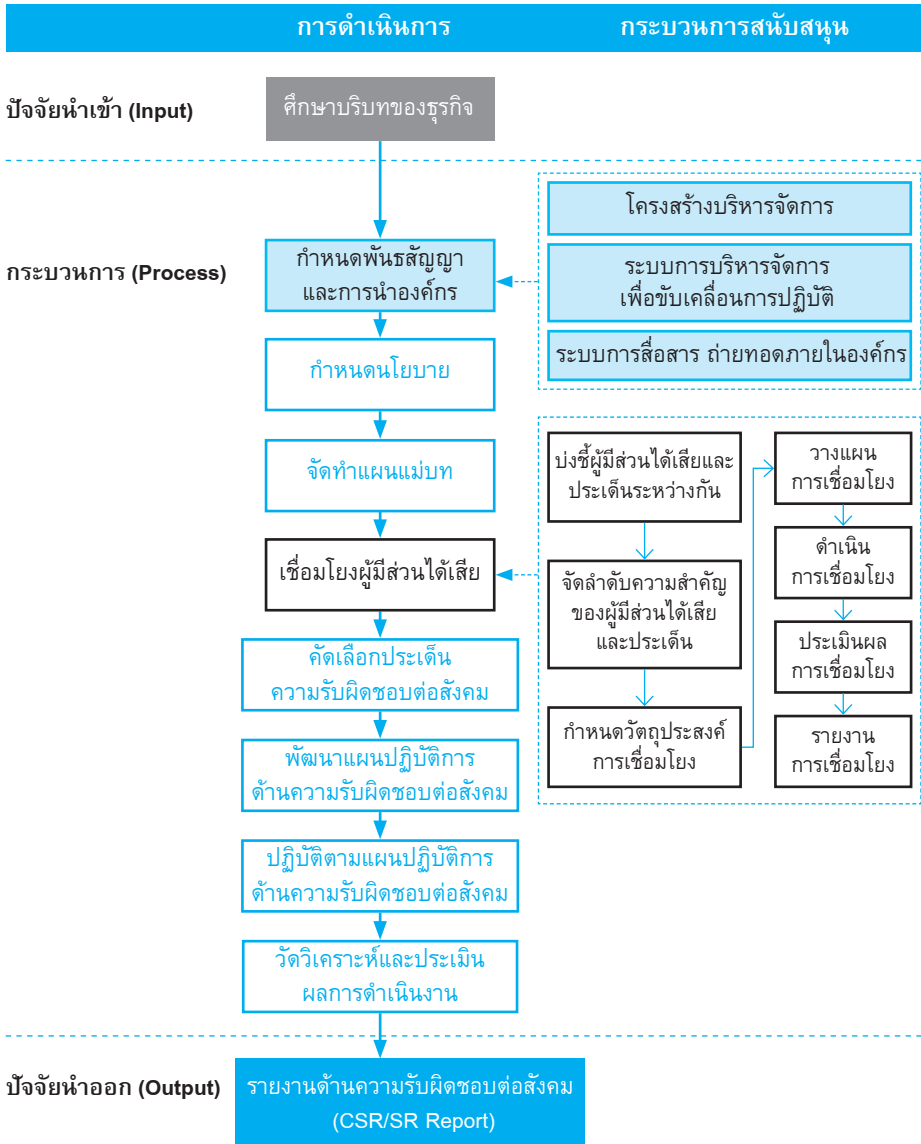 การดำเนินการ
กระบวนการสนับสนุน
ปัจจัยนำเข้า (Input)
ศึกษาบริบทของธุรกิจ
กระบวนการ (Process)
กำหนดพันธสัญญา
และการนำองค์กร
โครงสร้างบริหารจัดการ
ระบบการบริหารจัดการ
เพื่อขับเคลื่อนการปฏิบัติ
ระบบการสื่อสาร ถ่ายทอดภายในองค์กร
กำหนดนโยบาย
จัดทำแผนแม่บท
เชื่อมโยงผู้มีส่วนได้เสีย
บ่งชี้ผู้มีส่วนได้เสียและ
ประเด็นระหว่างกัน
จัดลำดับความสำคัญ
ของผู้มีส่วนได้เสีย
และประเด็น
กำหนดวัตถุประสงค์
การเชื่อมโยง
วางแผน
การเชื่อมโยง
ดำเนิน
การเชื่อมโยง
ประเมินผล
การเชื่อมโยง
รายงาน
การเชื่อมโยง
คัดเลือกประเด็น
ความรับผิดชอบต่อสังคม
พัฒนาแผนปฏิบัติการ
ด้านความรับผิดชอบต่อสังคม
ปฏิบัติตามแผนปฏิบัติการ
ด้านความรับผิดชอบต่อสังคม
วัดวิเคราะห์และประเมิน
ผลการดำเนินงาน
ปัจจัยนำออก (Output)
รายงานด้านความรับผิดชอบต่อสังคม
(CSR/SR Report)